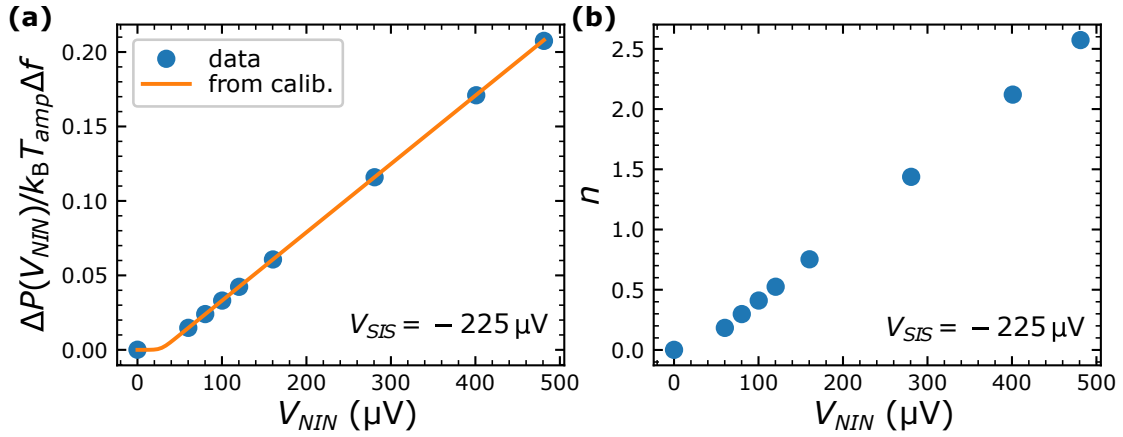 (a)
ΔP(V_NIN)/k_B T_amp Δf
0.20
0.15
0.10
0.05
0.00
data
from calib.
V_SIS = −225 μV
0
100
200
300
400
500
V_NIN (μV)
(b)
n
2.5
2.0
1.5
1.0
0.5
0.0
V_SIS = −225 μV
0
100
200
300
400
500
V_NIN (μV)